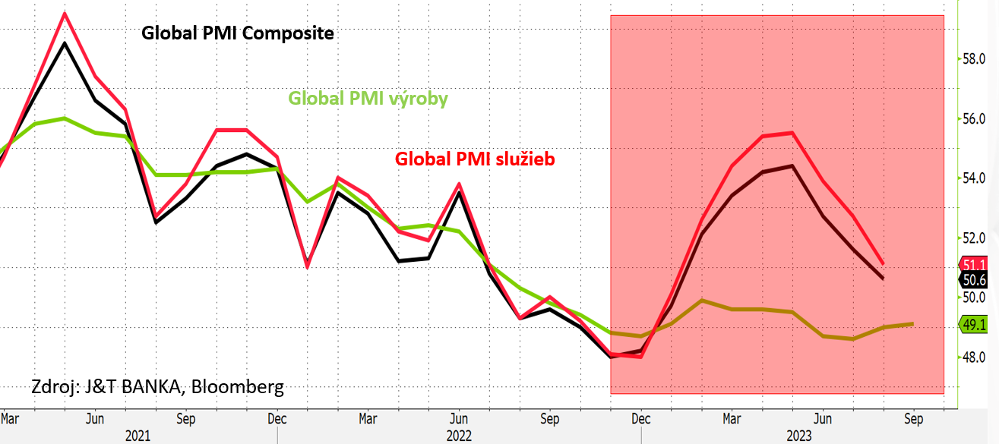 Global PMI Composite
Global PMI výroby
Global PMI služieb
58.0
56.0
54.0
52.0
51.1
50.6
50.0
49.1
48.0
Zdroj: J&T BANKA, Bloomberg
Mar Jun Sep Dec Mar Jun Sep Dec Mar Jun Sep
2021 2022 2023